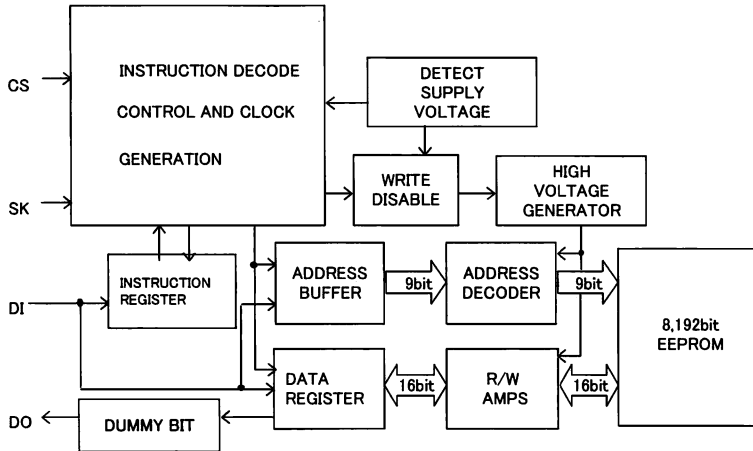 CS
INSTRUCTION DECODE
CONTROL AND CLOCK
GENERATION
DETECT
SUPPLY
VOLTAGE
SK
WRITE
DISABLE
HIGH
VOLTAGE
GENERATOR
DI
INSTRUCTION
REGISTER
ADDRESS
BUFFER
9bit
ADDRESS
DECODER
9bit
8,192bit
EEPROM
DATA
REGISTER
16bit
R/W
AMPS
16bit
DO
DUMMY BIT